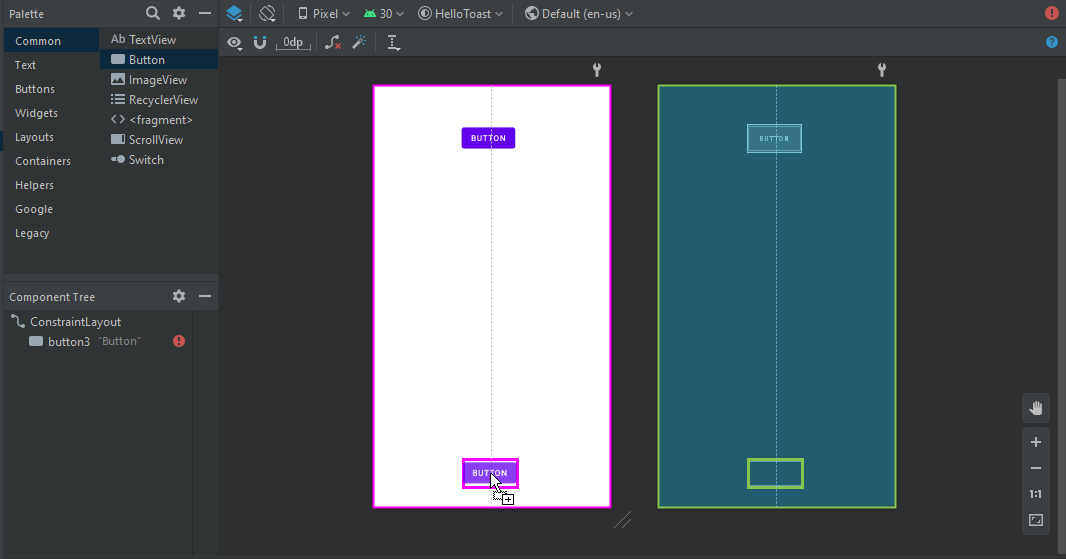 Palette
Pixel
30
HelloToast
Default (en-us)
0dp
Common
Text
Buttons
Widgets
Layouts
Containers
Helpers
Google
Legacy
Ab TextView
Button
ImageView
RecyclerView
<fragment>
ScrollView
Switch
Component Tree
ConstraintLayout
button3 "Button"
BUTTON
BUTTON
BUTTON
1:1